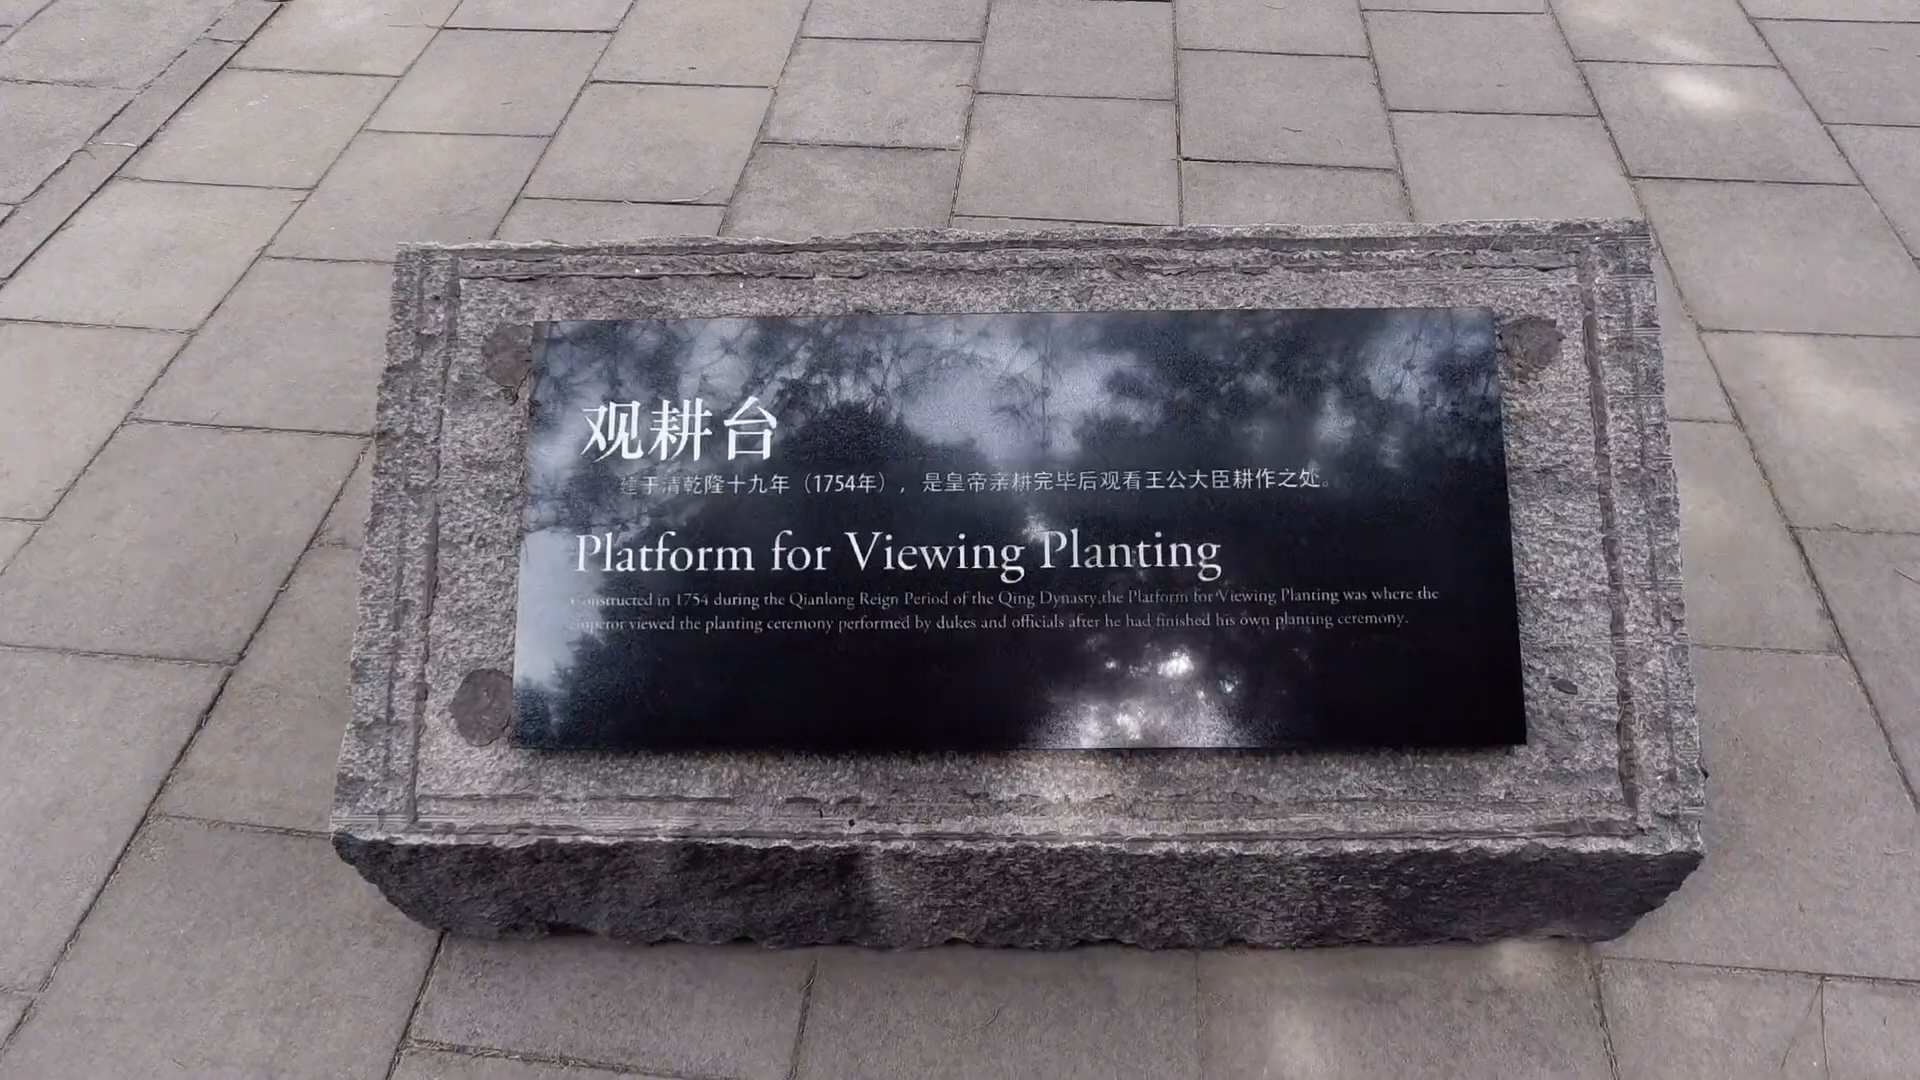 观耕台
建于清乾隆十九年（1754年），是皇帝亲耕完毕后观看王公大臣耕作之处。
Platform for Viewing Planting
Constructed in 1754 during the Qianlong Reign Period of the Qing Dynasty,the Platform for Viewing Planting was where the
emperor viewed the planting ceremony performed by dukes and officials after he had finished his own planting ceremony.